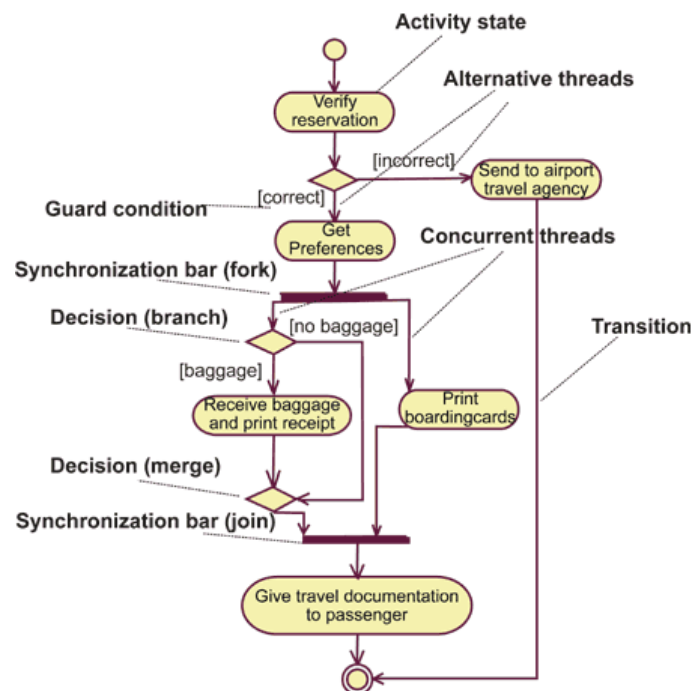 Activity state
Verify
reservation
Alternative threads
[incorrect]
Send to airport
travel agency
[correct]
Guard condition
Get
Preferences
Concurrent threads
Synchronization bar (fork)
Decision (branch)
[no baggage]
Transition
[baggage]
Receive baggage
and print receipt
Print
boardingcards
Decision (merge)
Synchronization bar (join)
Give travel documentation
to passenger